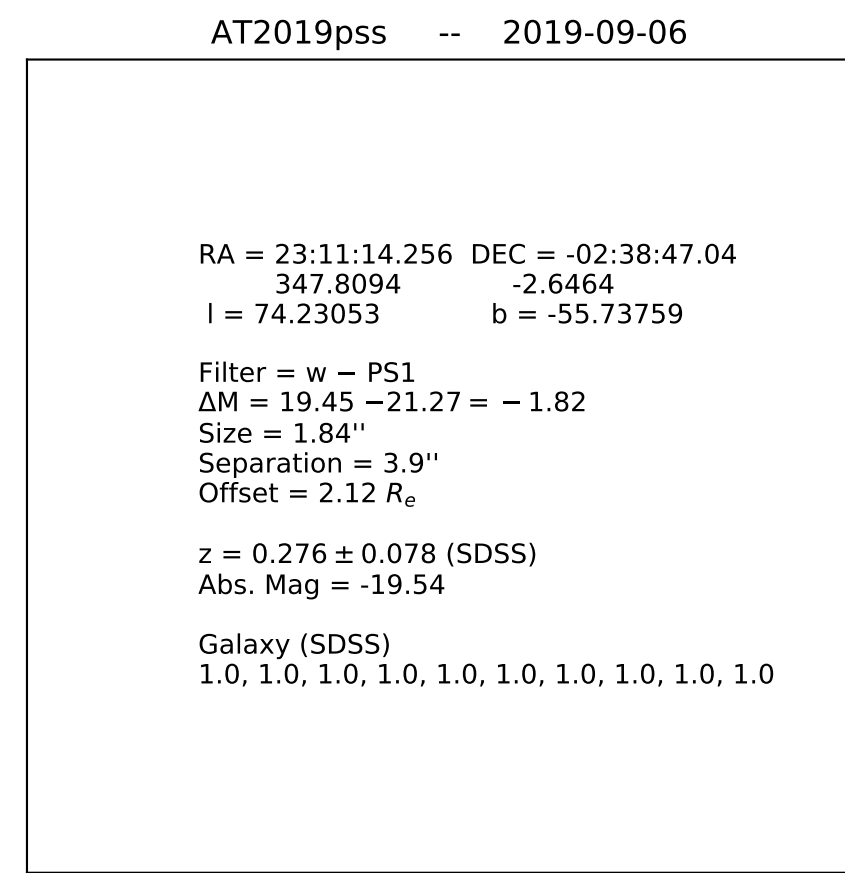 AT2019pss -- 2019-09-06
RA = 23:11:14.256 DEC = -02:38:47.04
347.8094 -2.6464
l = 74.23053 b = -55.73759
Filter = w − PS1
ΔM = 19.45 −21.27 = − 1.82
Size = 1.84''
Separation = 3.9''
Offset = 2.12 Rₑ
z = 0.276 ± 0.078 (SDSS)
Abs. Mag = -19.54
Galaxy (SDSS)
1.0, 1.0, 1.0, 1.0, 1.0, 1.0, 1.0, 1.0, 1.0, 1.0